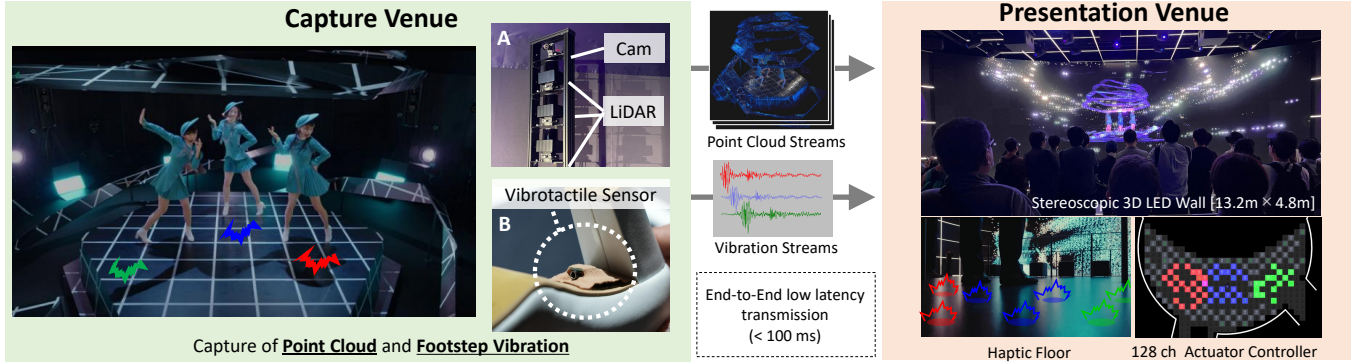 Capture Venue
A
Cam
LiDAR
Vibrotactile Sensor
B
Capture of Point Cloud and Footstep Vibration
Point Cloud Streams
Vibration Streams
End-to-End low latency
transmission
(< 100 ms)
Presentation Venue
Stereoscopic 3D LED Wall [13.2m × 4.8m]
Haptic Floor
128 ch Actuator Controller